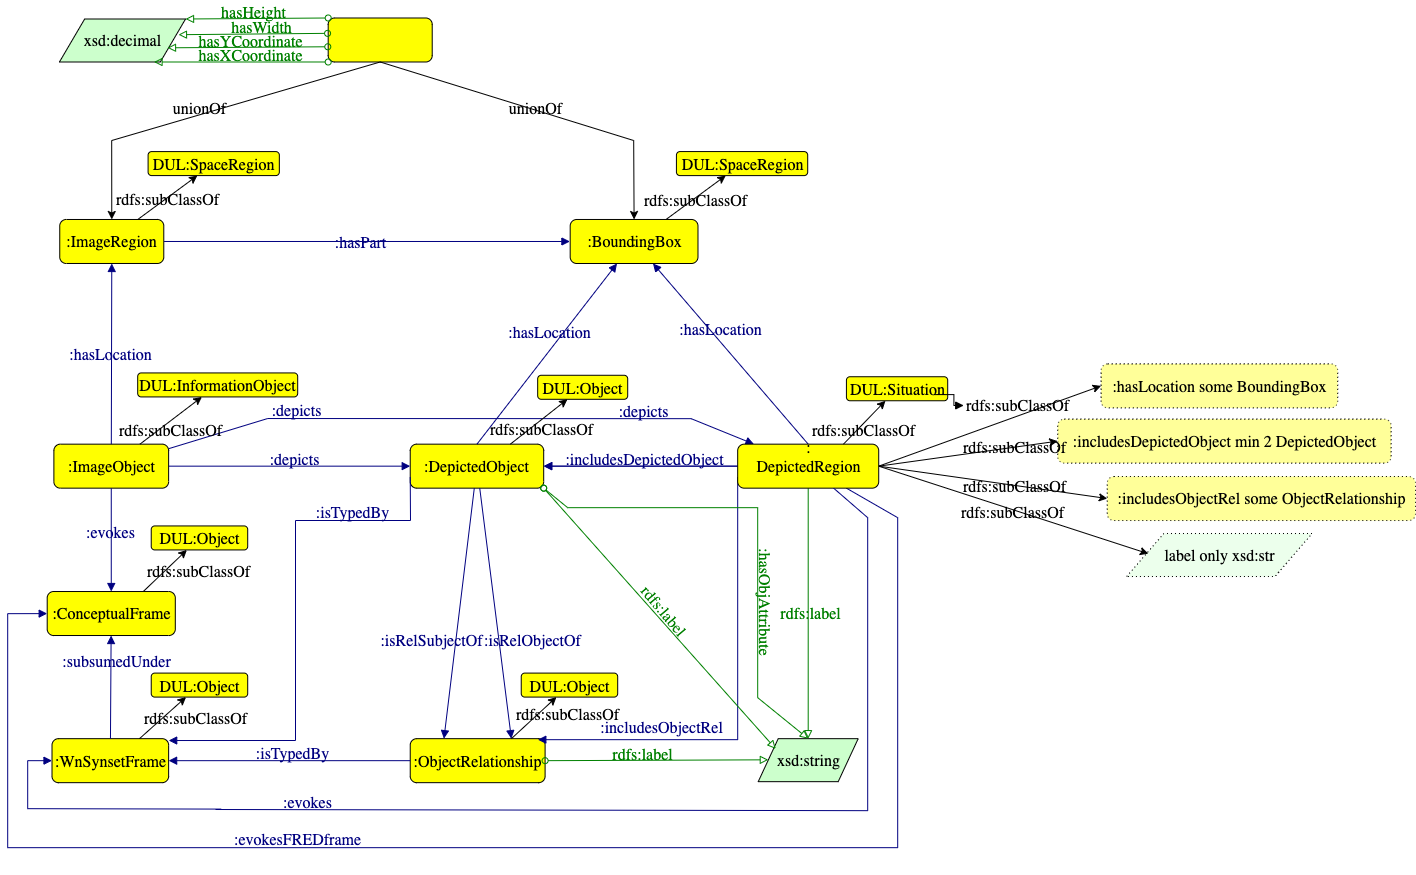 hasHeight
hasWidth
hasYCoordinate
hasXCoordinate
xsd:decimal
unionOf
unionOf
DUL:SpaceRegion
DUL:SpaceRegion
rdfs:subClassOf
rdfs:subClassOf
:ImageRegion
:hasPart
:BoundingBox
:hasLocation
:hasLocation
:hasLocation
DUL:InformationObject
DUL:Object
DUL:Situation
:hasLocation some BoundingBox
rdfs:subClassOf
:depicts
:depicts
rdfs:subClassOf
rdfs:subClassOf
rdfs:subClassOf
rdfs:subClassOf
:includesDepictedObject min 2 DepictedObject
rdfs:subClassOf
:ImageObject
:depicts
:DepictedObject
:includesDepictedObject
:
DepictedRegion
rdfs:subClassOf
:includesObjectRel some ObjectRelationship
rdfs:subClassOf
:isTypedBy
:evokes
DUL:Object
label only xsd:str
rdfs:subClassOf
:ConceptualFrame
rdfs:label
:hasObjAttribute
rdfs:label
:isRelSubjectOf
:isRelObjectOf
:subsumedUnder
DUL:Object
DUL:Object
rdfs:subClassOf
rdfs:subClassOf
:includesObjectRel
:WnSynsetFrame
:isTypedBy
:ObjectRelationship
rdfs:label
xsd:string
:evokes
:evokesFREDframe